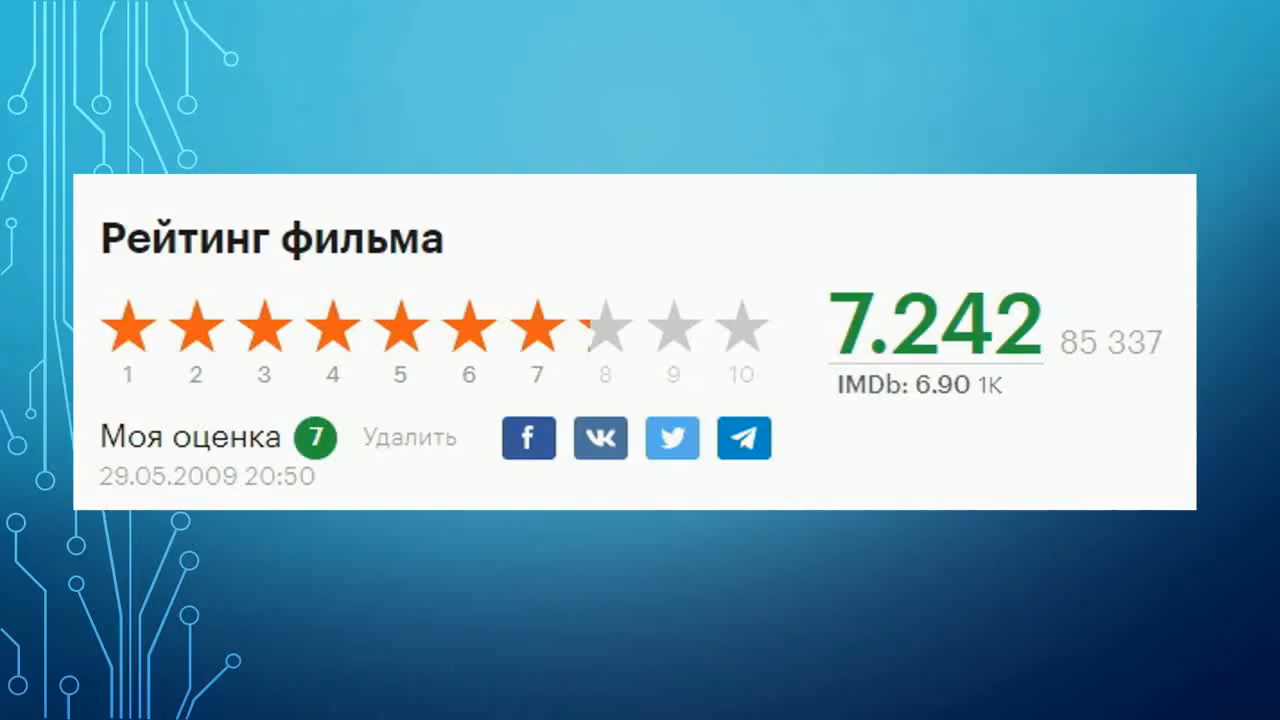 Рейтинг фильма
7.242 85 337
1 2 3 4 5 6 7 8 9 10
IMDb: 6.90 1K
Моя оценка 7 Удалить
29.05.2009 20:50